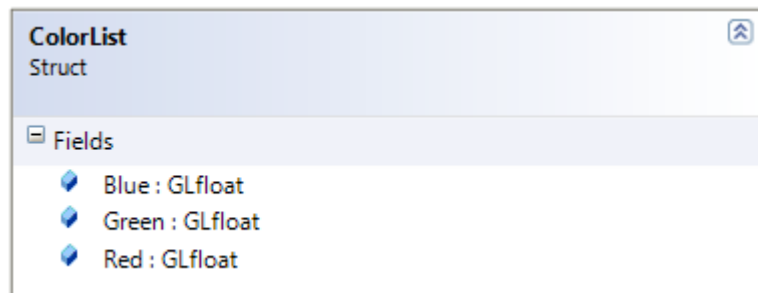 ColorList
Struct
Fields
Blue : GLfloat
Green : GLfloat
Red : GLfloat